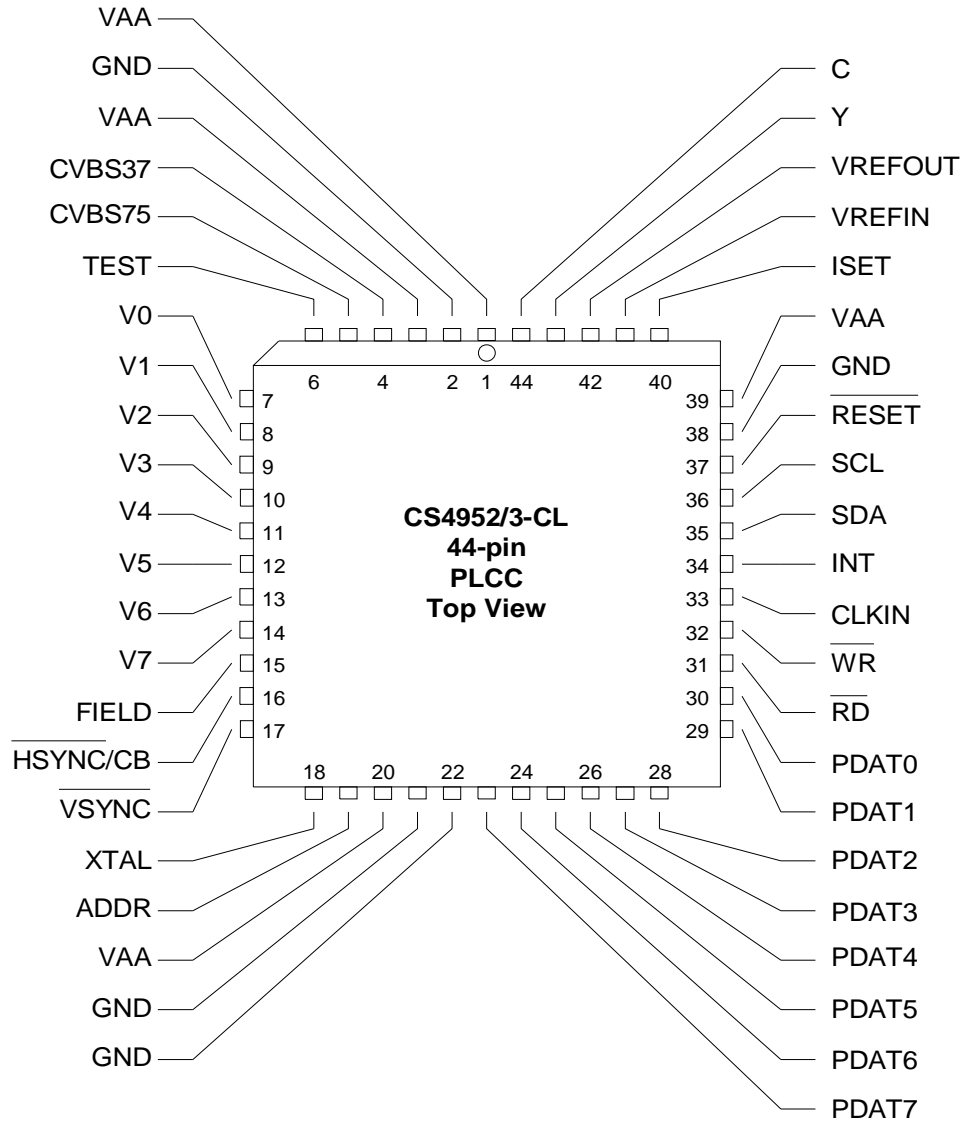 VAA
GND
VAA
CVBS37
CVBS75
TEST
V0
V1
V2
V3
V4
V5
V6
V7
FIELD
HSYNC/CB
VSYNC
XTAL
ADDR
VAA
GND
GND
C
Y
VREFOUT
VREFIN
ISET
VAA
GND
RESET
SCL
SDA
INT
CLKIN
WR
RD
PDAT0
PDAT1
PDAT2
PDAT3
PDAT4
PDAT5
PDAT6
PDAT7
6 4 2 1 44 42 40
7
8
9
10
11
12
13
14
15
16
17
39
38
37
36
35
34
33
32
31
30
29
CS4952/3-CL
44-pin
PLCC
Top View
18 20 22 24 26 28